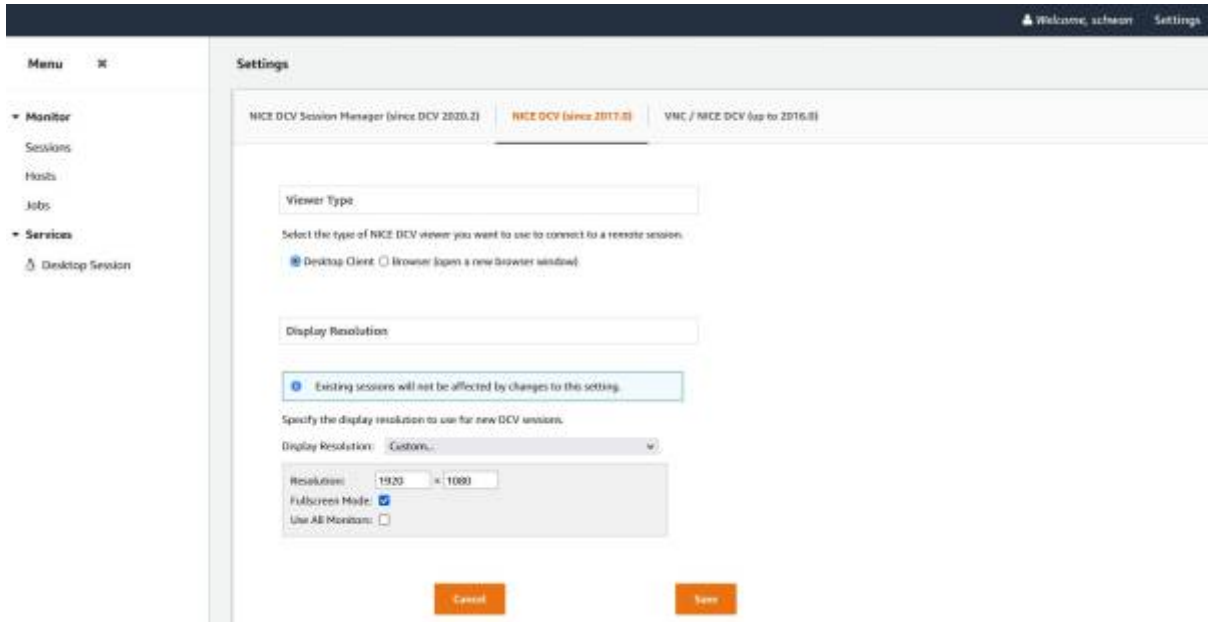 Welcome, schwan Settings
Menu ✖
Settings
Monitor
Sessions
Hosts
Jobs
Services
Desktop Session
NICE DCV Session Manager (since DCV 2020.2) NICE DCV (since 2017.0) VNC / NICE DCV (up to 2016.0)
Viewer Type
Select the type of NICE DCV viewer you want to use to connect to a remote session.
Desktop Client Browser (open a new browser window)
Display Resolution
Existing sessions will not be affected by changes to this setting.
Specify the display resolution to use for new DCV sessions.
Display Resolution: Custom...
Resolution: 1920 × 1080
Fullscreen Mode:
Use All Monitors:
Cancel Save